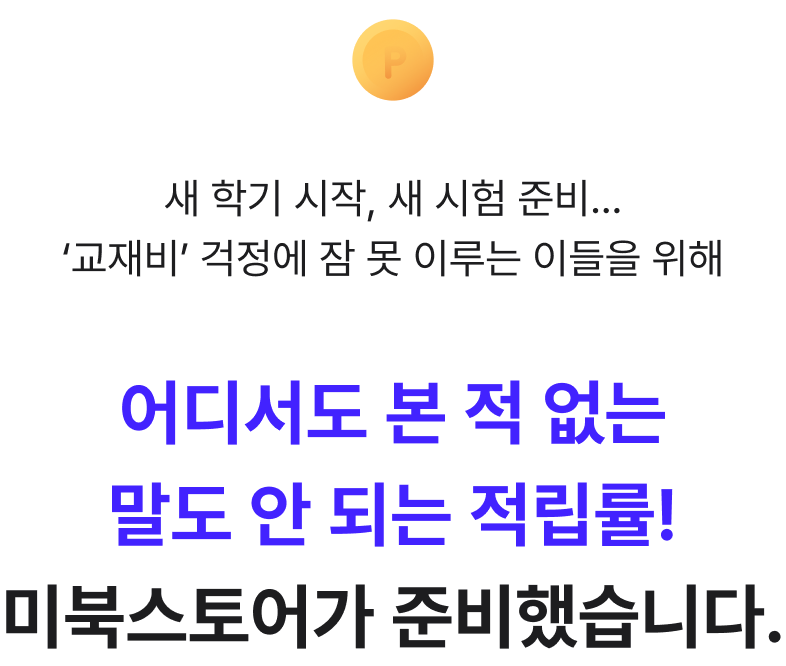 P
새 학기 시작, 새 시험 준비...
‘교재비’ 걱정에 잠 못 이루는 이들을 위해
어디서도 본 적 없는
말도 안 되는 적립률!
미북스토어가 준비했습니다.